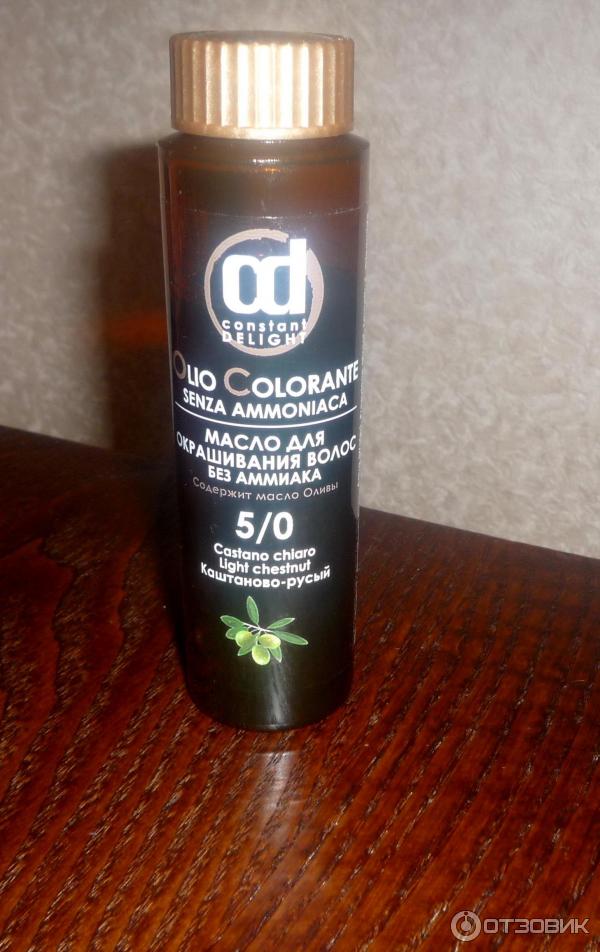 cd
constant
DELIGHT
OLIO COLORANTE
SENZA AMMONIACA
МАСЛО ДЛЯ
ОКРАШИВАНИЯ ВОЛОС
БЕЗ АММИАКА
Содержит масло Оливы
5/0
Castano chiaro
Light chestnut
Каштаново-русый
ОТЗОВИК